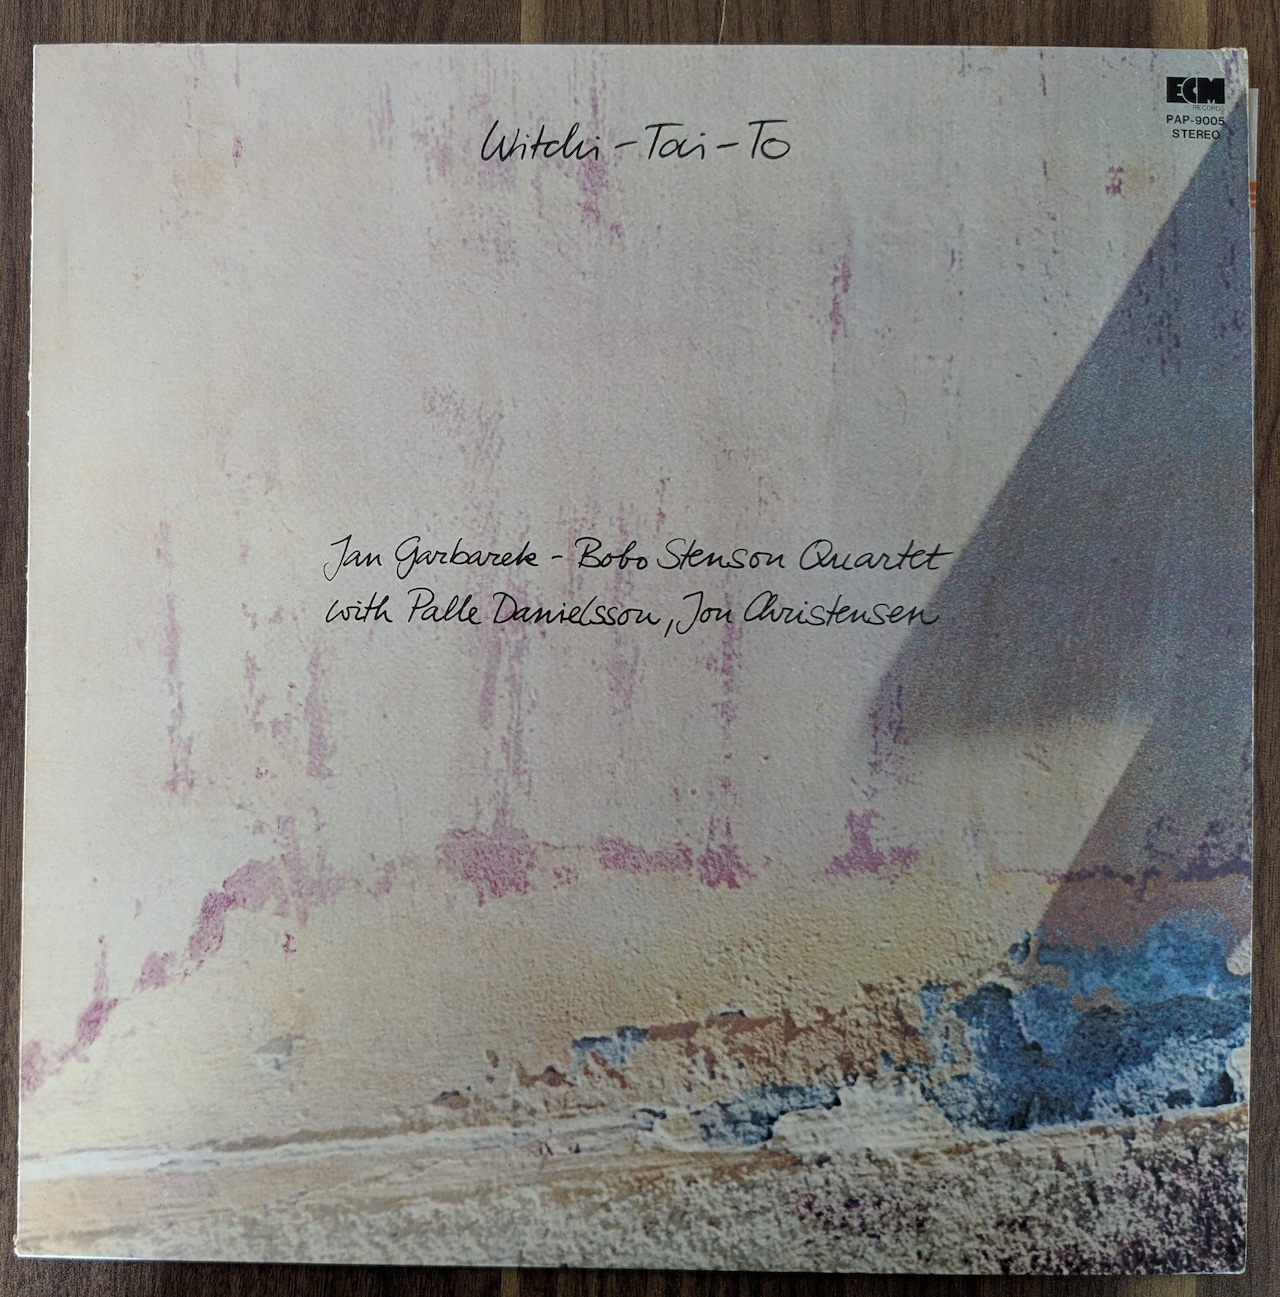 ECM
RECORDS
PAP-9005
STEREO
Witchi-Tai-To
Jan Garbarek - Bobo Stenson Quartet
with Palle Danielsson, Jon Christensen